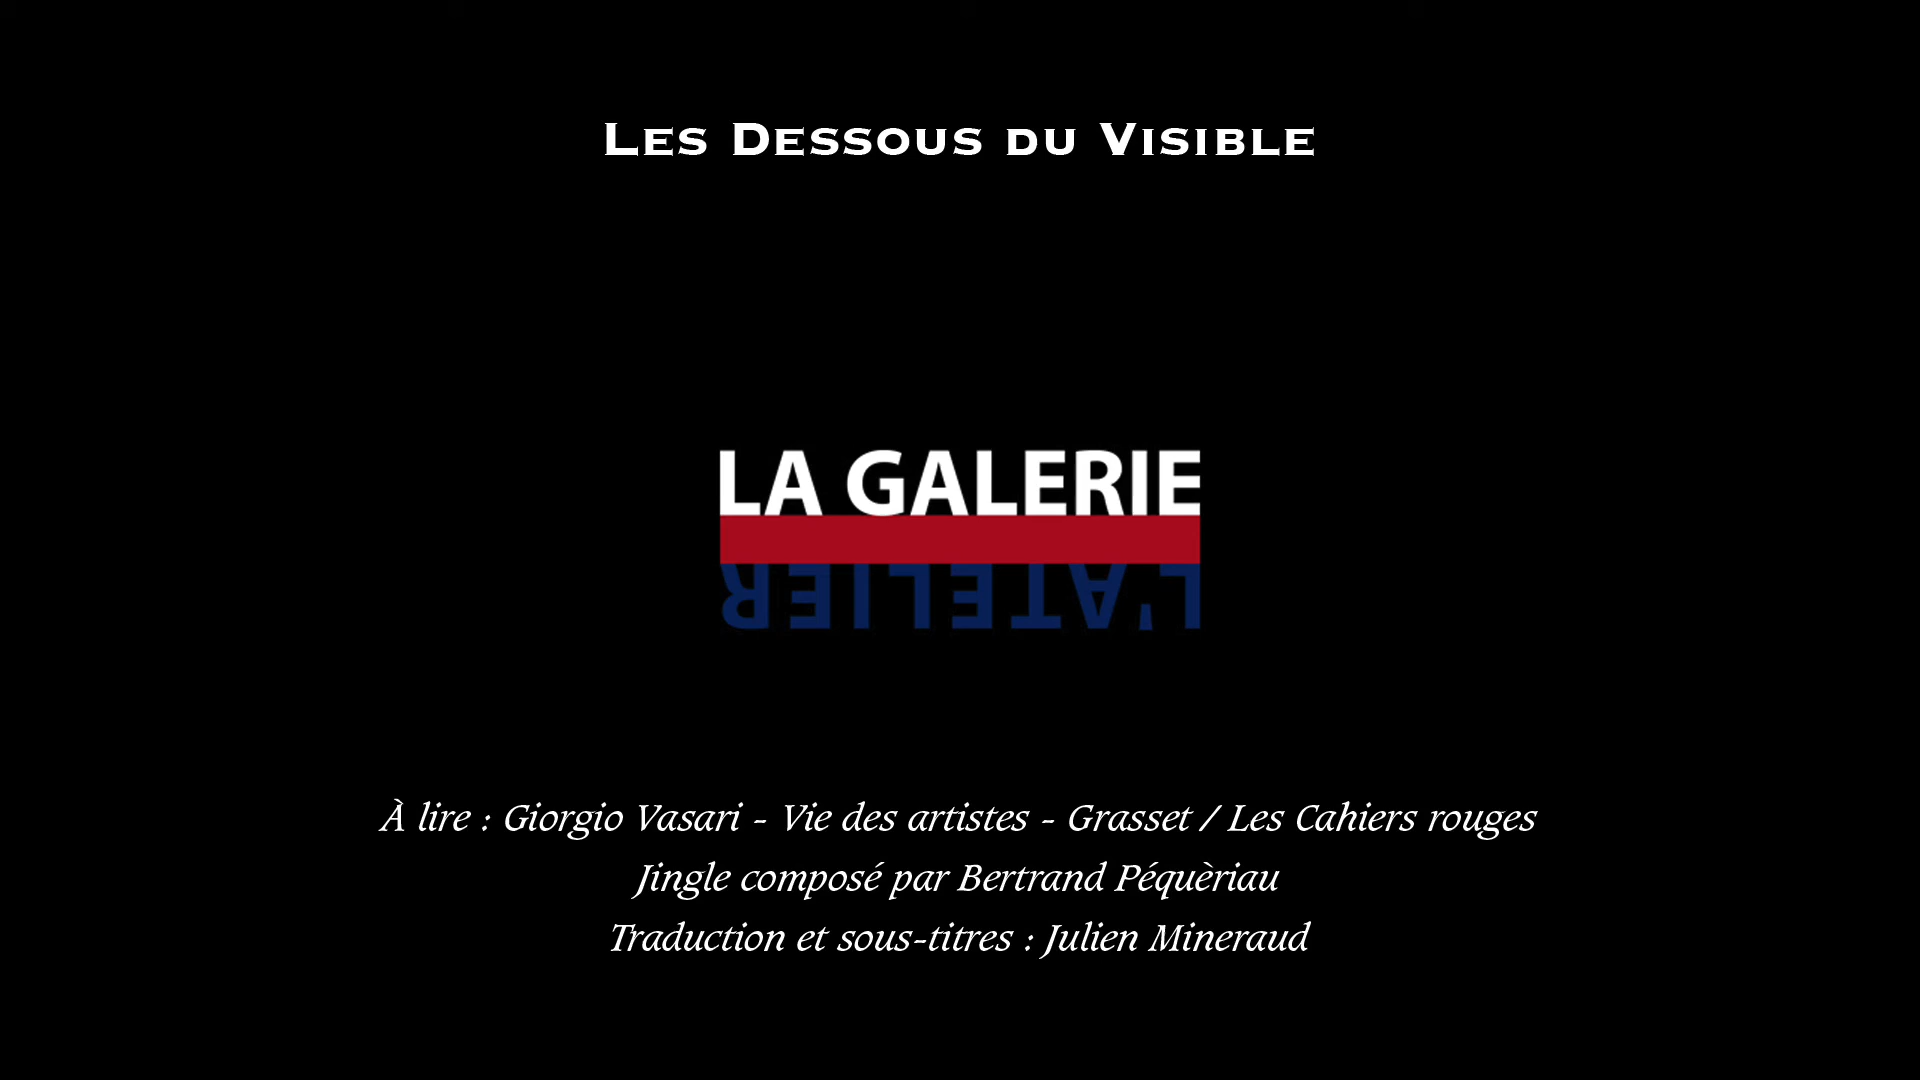 Les Dessous du Visible
LA GALERIE
L'ATELIER
À lire : Giorgio Vasari - Vie des artistes - Grasset / Les Cahiers rouges
Jingle composé par Bertrand Péquèriau
Traduction et sous-titres : Julien Mineraud